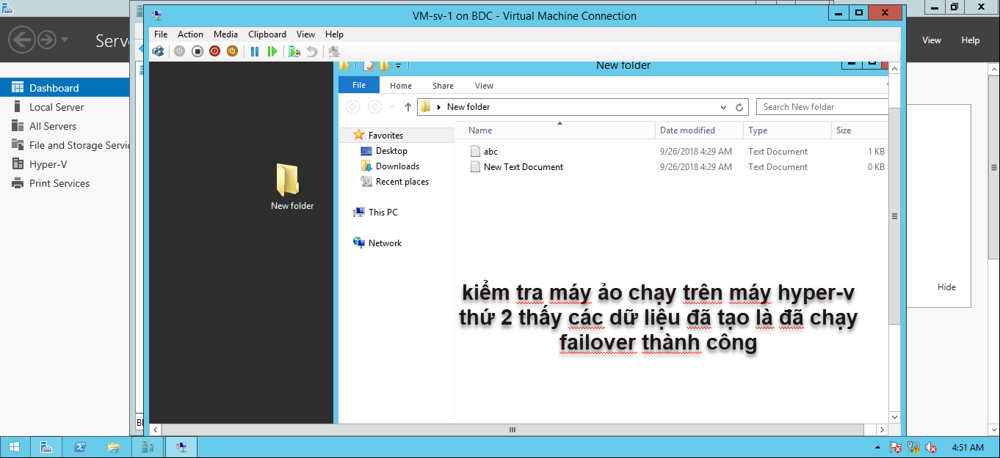 VM-sv-1 on BDC - Virtual Machine Connection
File Action Media Clipboard View Help
Serve
View Help
Dashboard
Local Server
All Servers
File and Storage Servic
Hyper-V
Print Services
New folder
New folder
File Home Share View
New folder
Search New folder
Favorites
Desktop
Downloads
Recent places
This PC
Network
Name Date modified Type Size
abc 9/26/2018 4:29 AM Text Document 1 KB
New Text Document 9/26/2018 4:29 AM Text Document 0 KB
kiểm tra máy ảo chạy trên máy hyper-v
thứ 2 thấy các dữ liệu đã tạo là đã chạy
failover thành công
Hide
4:51 AM